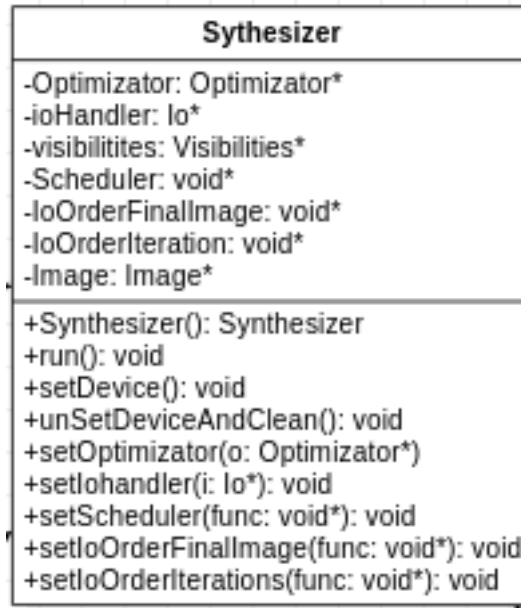 Sythesizer
-Optimizator: Optimizator*
-ioHandler: Io*
-visibilitites: Visibilities*
-Scheduler: void*
-IoOrderFinalImage: void*
-IoOrderIteration: void*
-Image: Image*
+Synthesizer(): Synthesizer
+run(): void
+setDevice(): void
+unSetDeviceAndClean(): void
+setOptimizator(o: Optimizator*)
+setIohandler(i: Io*): void
+setScheduler(func: void*): void
+setIoOrderFinalImage(func: void*): void
+setIoOrderIterations(func: void*): void